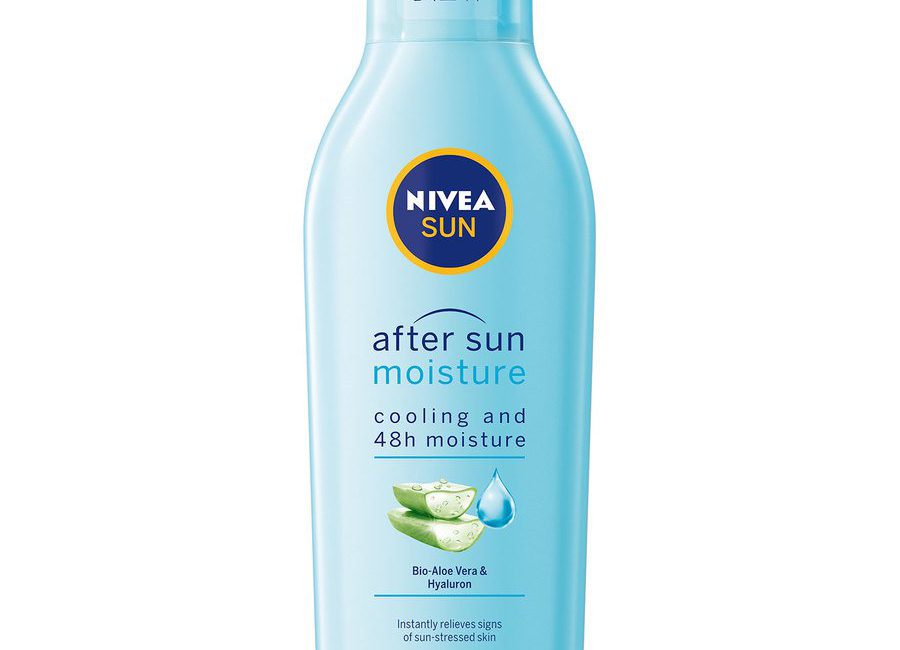 NIVEA
SUN
after sun
moisture
cooling and
48h moisture
Bio-Aloe Vera &
Hyaluron
Instantly relieves signs
of sun-stressed skin